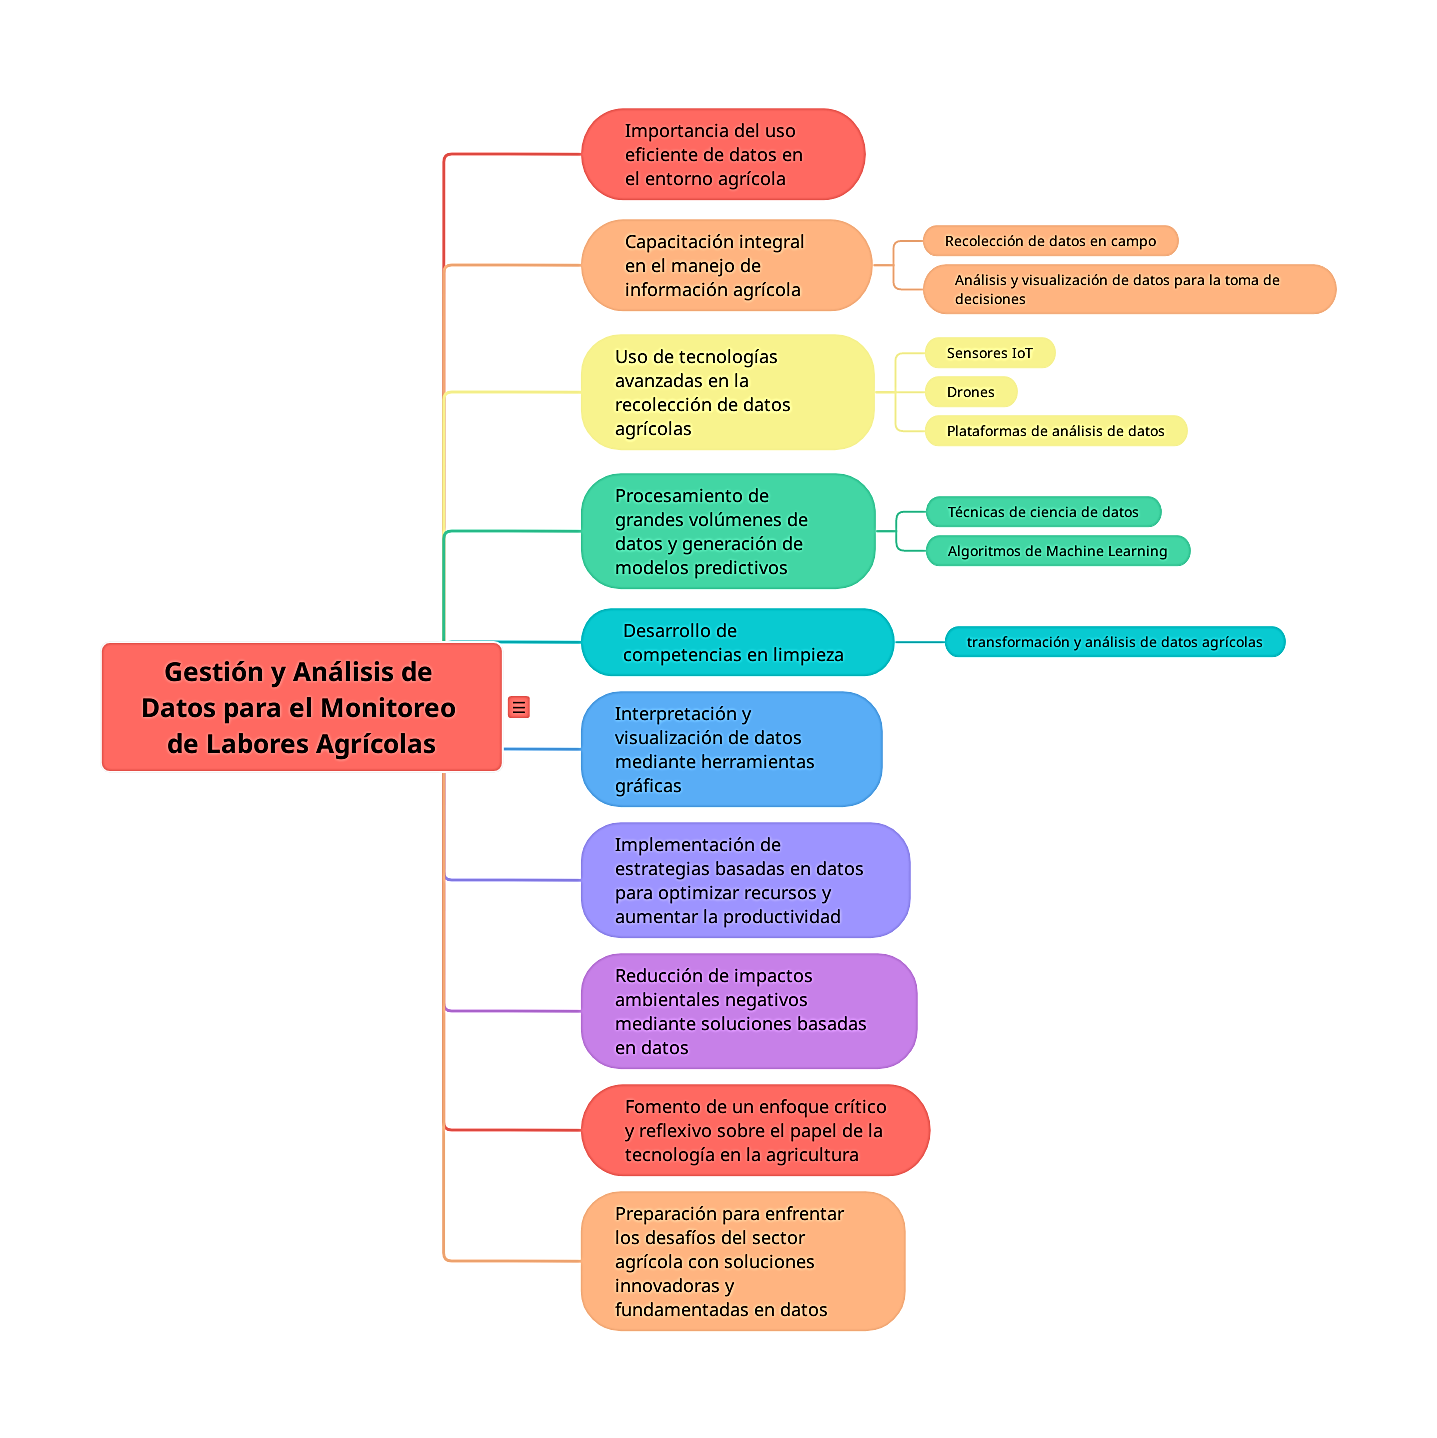 Importancia del uso
eficiente de datos en
el entorno agrícola
Capacitación integral
en el manejo de
información agrícola
Recolección de datos en campo
Análisis y visualización de datos para la toma de
decisiones
Uso de tecnologías
avanzadas en la
recolección de datos
agrícolas
Sensores IoT
Drones
Plataformas de análisis de datos
Procesamiento de
grandes volúmenes de
datos y generación de
modelos predictivos
Técnicas de ciencia de datos
Algoritmos de Machine Learning
Desarrollo de
competencias en limpieza
transformación y análisis de datos agrícolas
Gestión y Análisis de
Datos para el Monitoreo
de Labores Agrícolas
Interpretación y
visualización de datos
mediante herramientas
gráficas
Implementación de
estrategias basadas en datos
para optimizar recursos y
aumentar la productividad
Reducción de impactos
ambientales negativos
mediante soluciones basadas
en datos
Fomento de un enfoque crítico
y reflexivo sobre el papel de la
tecnología en la agricultura
Preparación para enfrentar
los desafíos del sector
agrícola con soluciones
innovadoras y
fundamentadas en datos